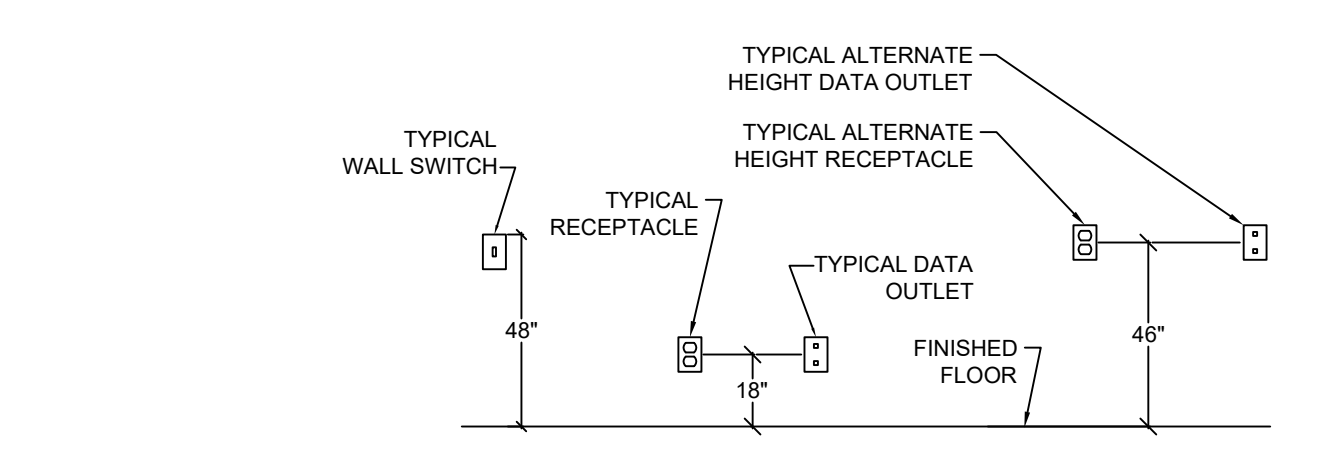 TYPICAL ALTERNATE
HEIGHT DATA OUTLET
TYPICAL
WALL SWITCH
TYPICAL ALTERNATE
HEIGHT RECEPTACLE
TYPICAL
RECEPTACLE
TYPICAL DATA
OUTLET
48"
18"
FINISHED
FLOOR
46"